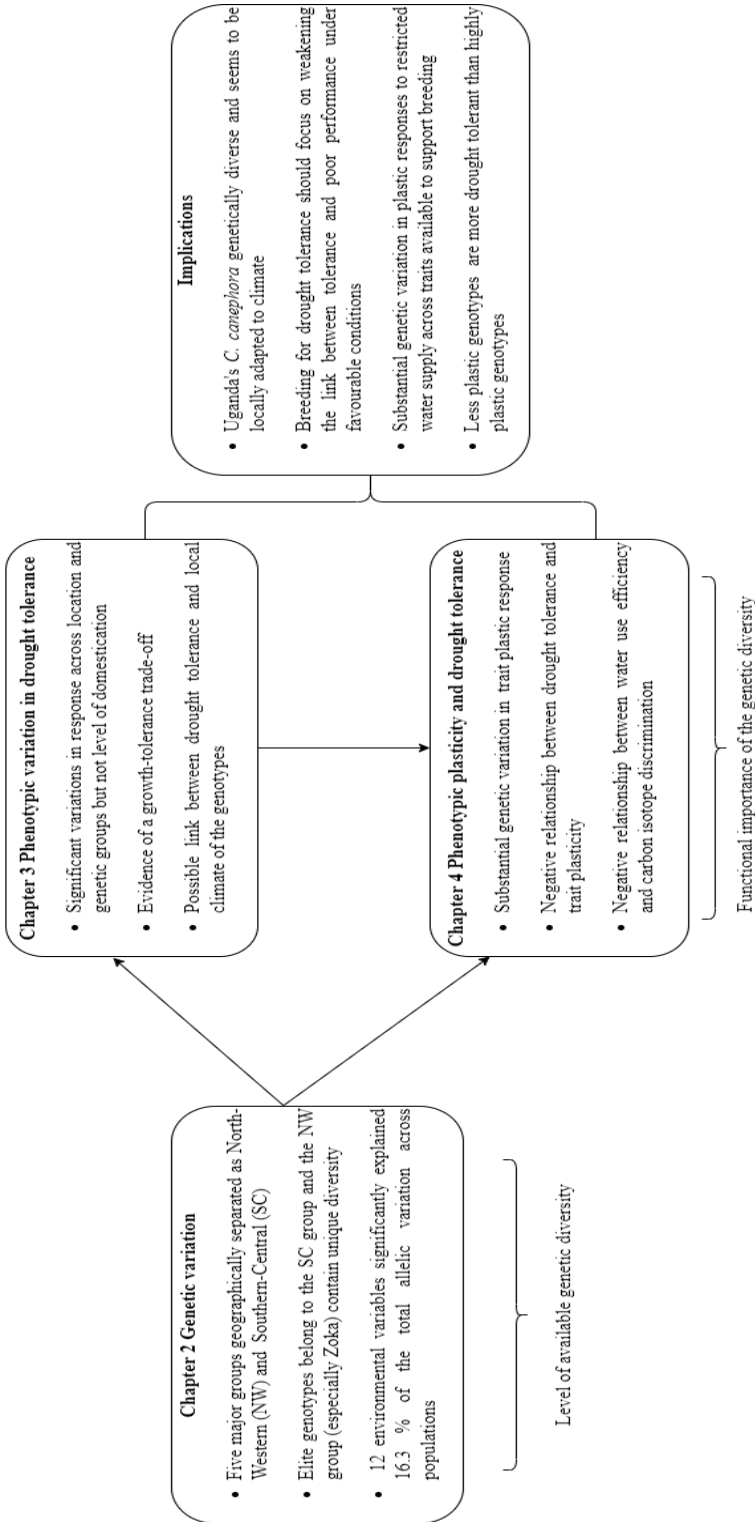 Chapter 2 Genetic variation
• Five major groups geographically separated as North-
Western (NW) and Southern-Central (SC)
• Elite genotypes belong to the SC group and the NW
group (especially Zoka) contain unique diversity
• 12 environmental variables significantly explained
16.3 % of the total allelic variation across
populations
Level of available genetic diversity
Chapter 3 Phenotypic variation in drought tolerance
• Significant variations in response across location and
genetic groups but not level of domestication
• Evidence of a growth-tolerance trade-off
• Possible link between drought tolerance and local
climate of the genotypes
Chapter 4 Phenotypic plasticity and drought tolerance
• Substantial genetic variation in trait plastic response
• Negative relationship between drought tolerance and
trait plasticity
• Negative relationship between water use efficiency
and carbon isotope discrimination
Functional importance of the genetic diversity
Implications
• Uganda's C. canephora genetically diverse and seems to be
locally adapted to climate
• Breeding for drought tolerance should focus on weakening
the link between tolerance and poor performance under
favourable conditions
• Substantial genetic variation in plastic responses to restricted
water supply across traits available to support breeding
• Less plastic genotypes are more drought tolerant than highly
plastic genotypes